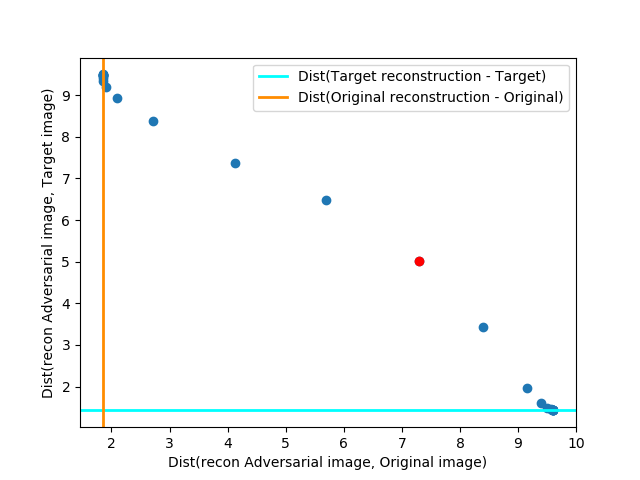 Dist(Target reconstruction - Target)
Dist(Original reconstruction - Original)
Dist(recon Adversarial image, Target image)
9
8
7
6
5
4
3
2
2 3 4 5 6 7 8 9 10
Dist(recon Adversarial image, Original image)